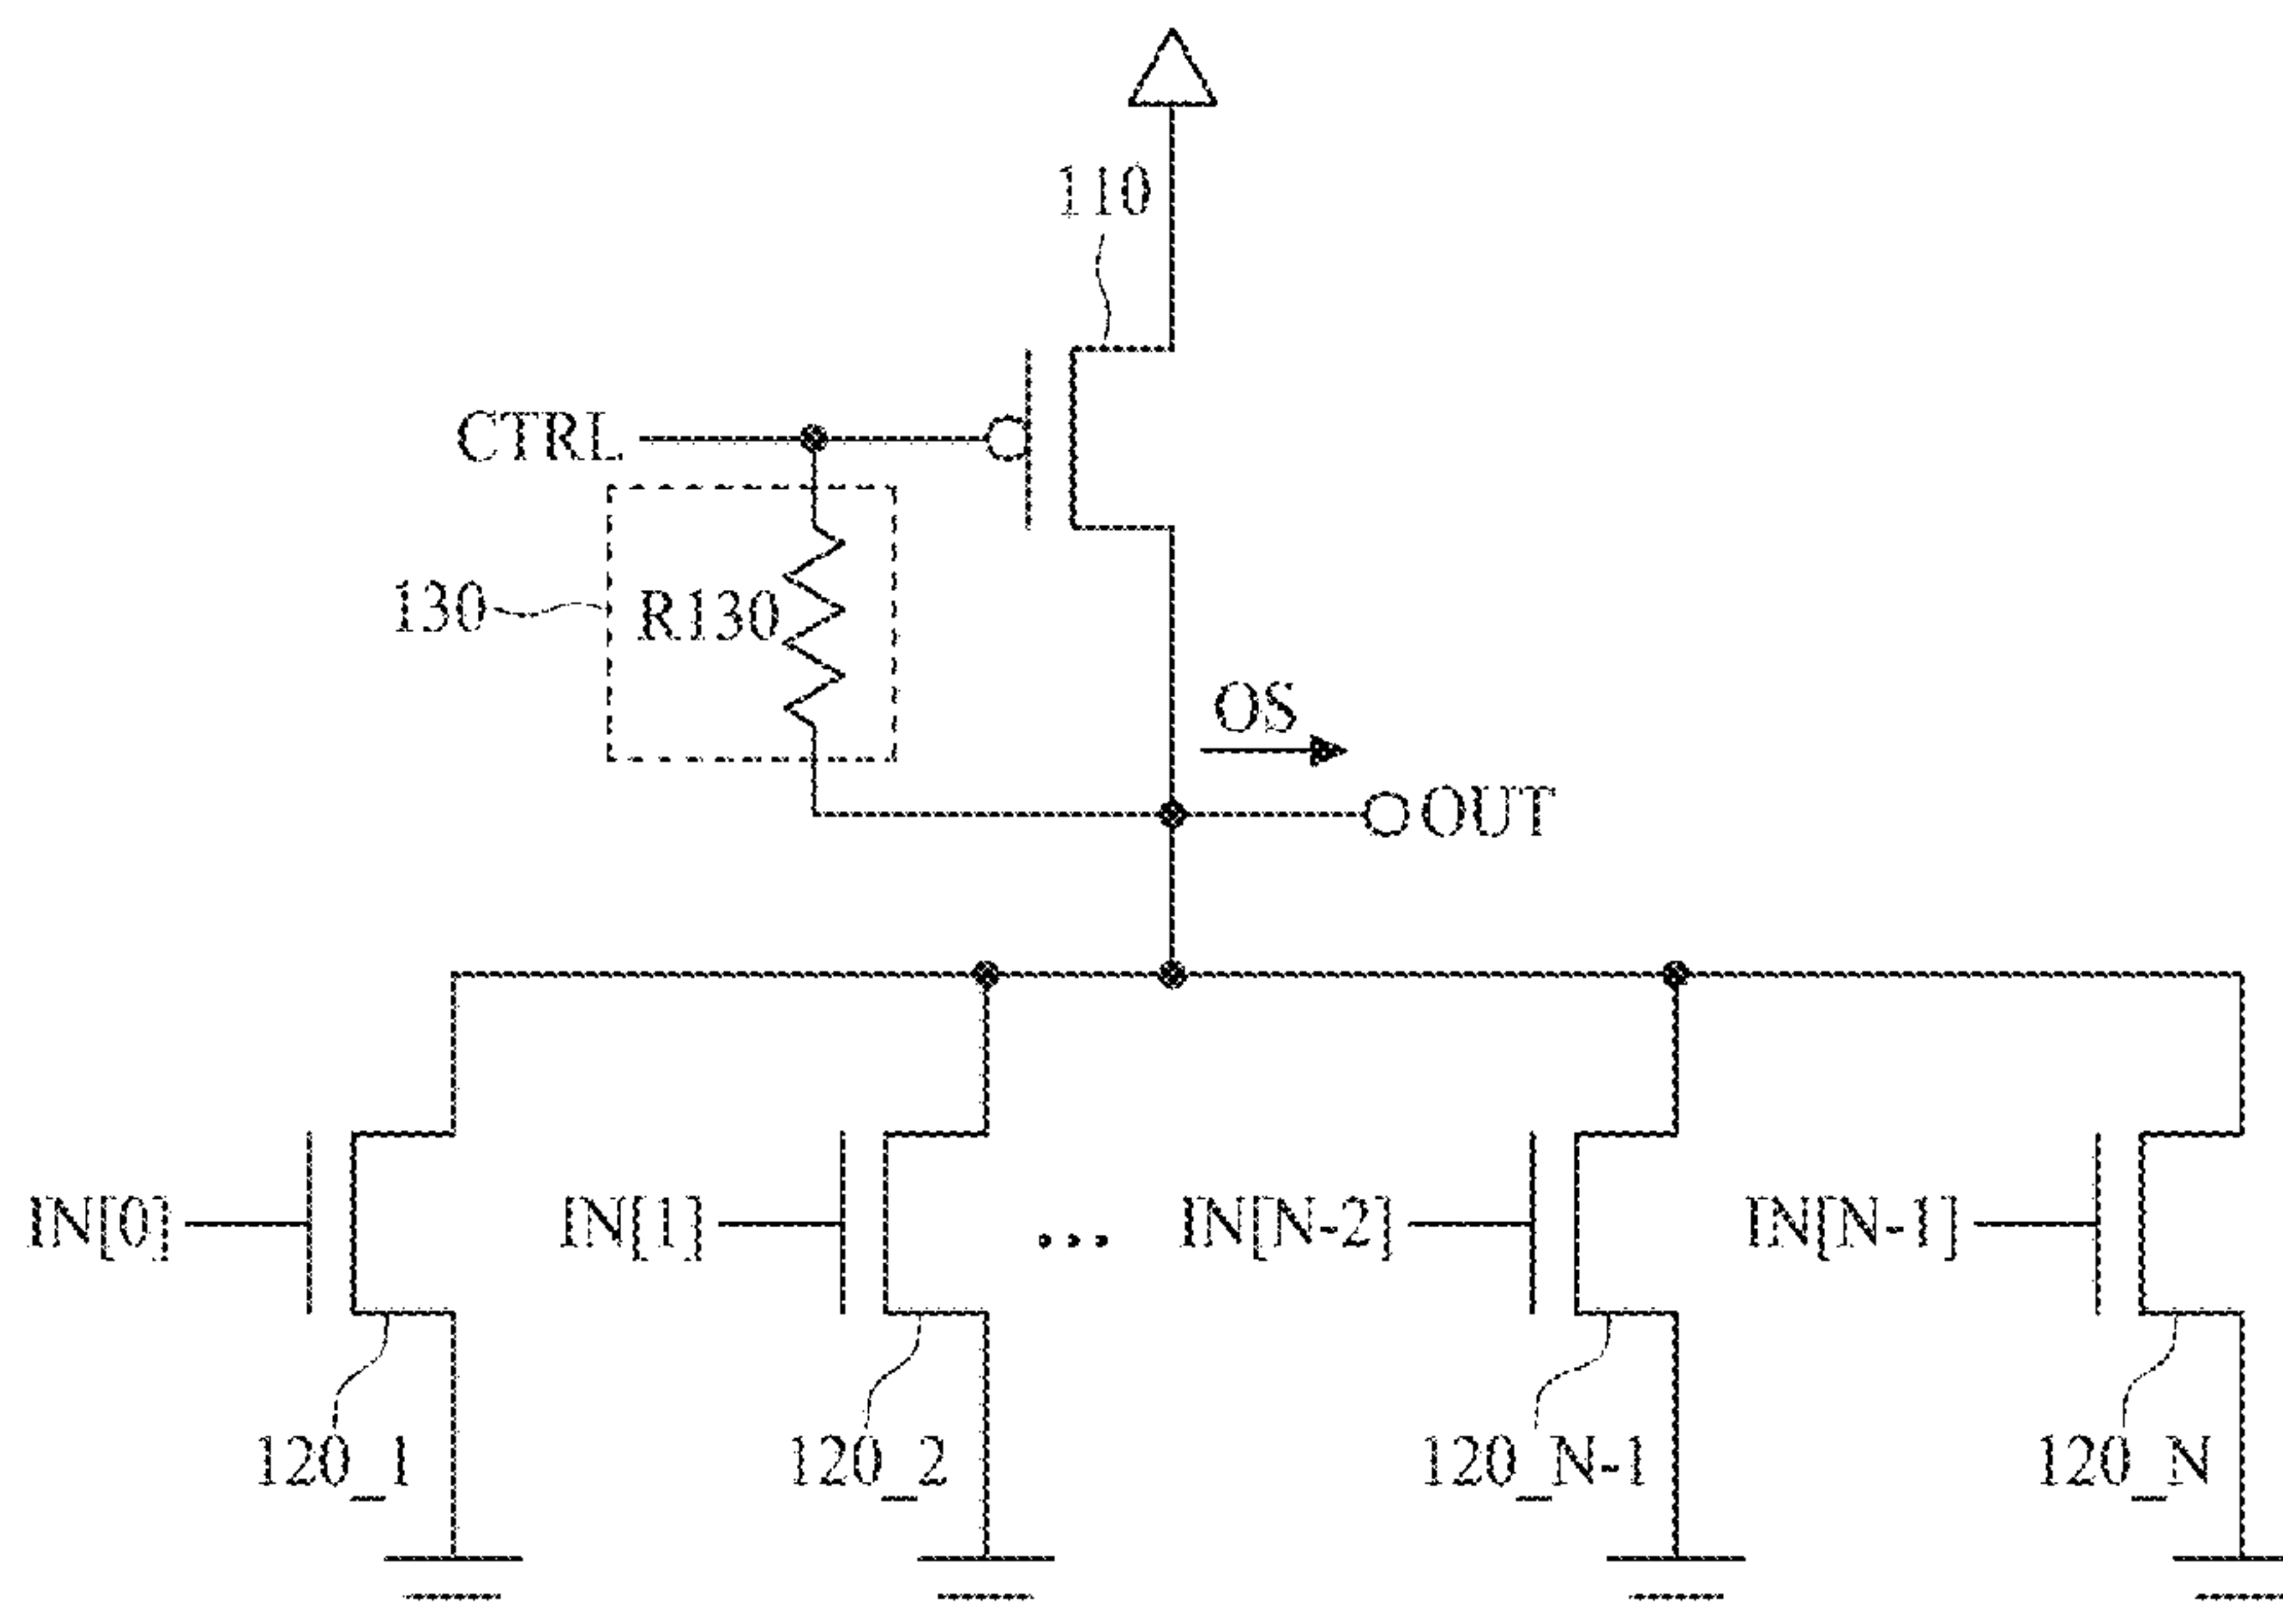 110
CTRL
130
R130
OS
OUT
IN[0]
IN[1]
...
IN[N-2]
IN[N-1]
120_1
120_2
120_N-1
120_N